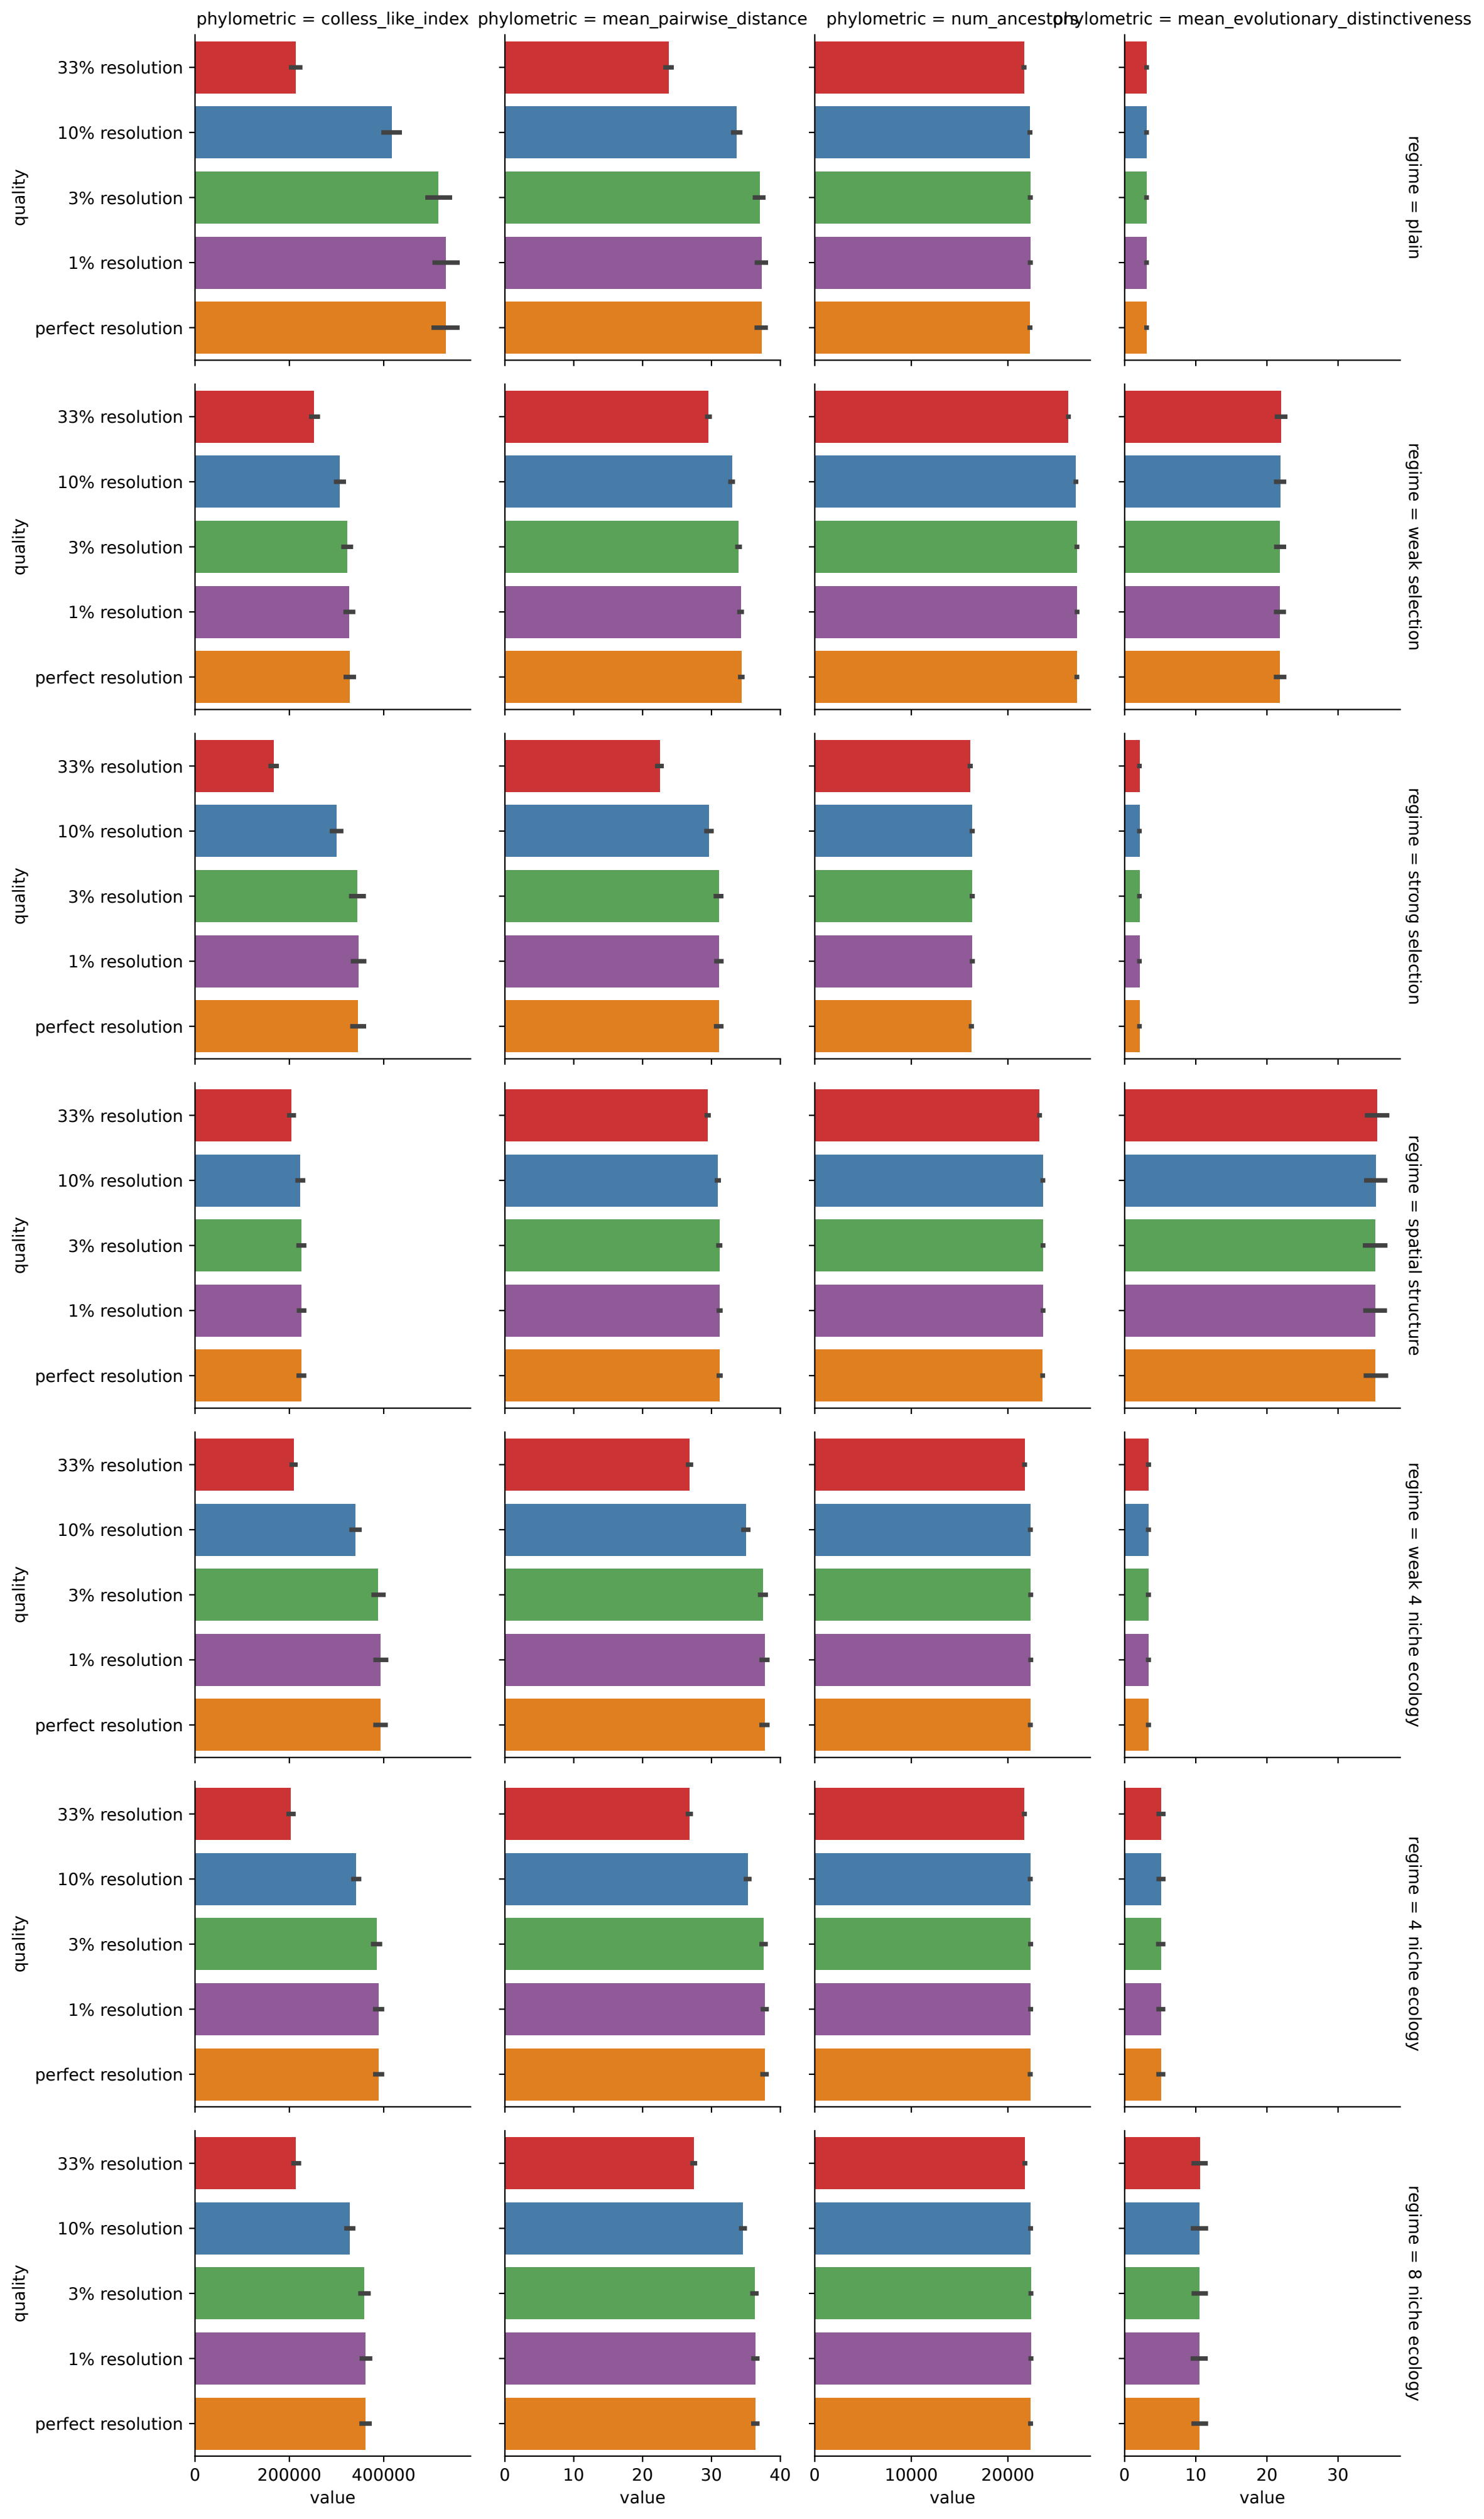 phylometric = colless_like_index
phylometric = mean_pairwise_distance
phylometric = num_ancestors
phylometric = mean_evolutionary_distinctiveness
quality
33% resolution
10% resolution
3% resolution
1% resolution
perfect resolution
regime = plain
quality
33% resolution
10% resolution
3% resolution
1% resolution
perfect resolution
regime = weak selection
quality
33% resolution
10% resolution
3% resolution
1% resolution
perfect resolution
regime = strong selection
quality
33% resolution
10% resolution
3% resolution
1% resolution
perfect resolution
regime = spatial structure
quality
33% resolution
10% resolution
3% resolution
1% resolution
perfect resolution
regime = weak 4 niche ecology
quality
33% resolution
10% resolution
3% resolution
1% resolution
perfect resolution
regime = 4 niche ecology
quality
33% resolution
10% resolution
3% resolution
1% resolution
perfect resolution
regime = 8 niche ecology
0 200000 400000
value
0 10 20 30 40
value
0 10000 20000
value
0 10 20 30
value